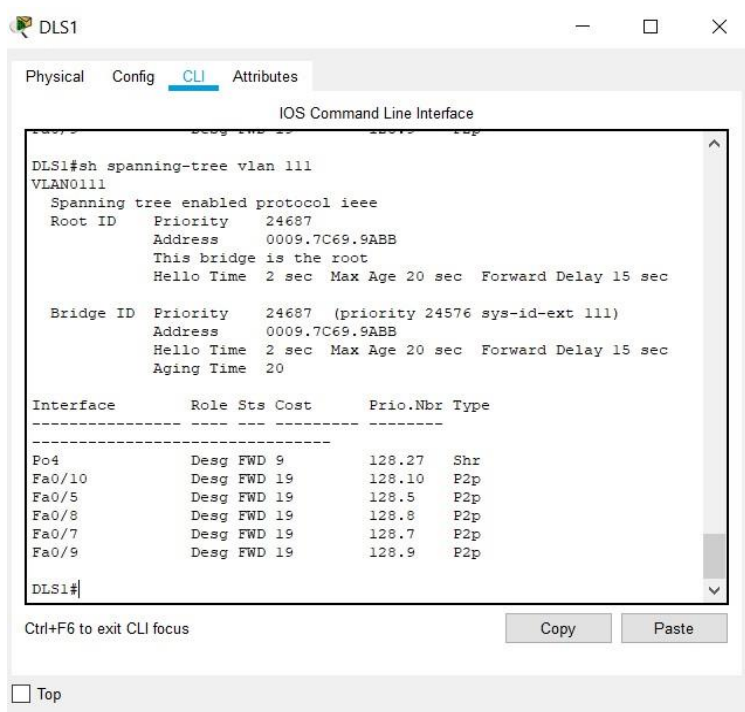 DLS1
Physical Config CLI Attributes
IOS Command Line Interface
DLS1#sh spanning-tree vlan 111
VLAN0111
  Spanning tree enabled protocol ieee
  Root ID    Priority    24687
             Address     0009.7C69.9ABB
             This bridge is the root
             Hello Time  2 sec  Max Age 20 sec  Forward Delay 15 sec
  Bridge ID  Priority    24687  (priority 24576 sys-id-ext 111)
             Address     0009.7C69.9ABB
             Hello Time  2 sec  Max Age 20 sec  Forward Delay 15 sec
             Aging Time  20
Interface        Role Sts Cost      Prio.Nbr Type
---------------- ---- --- --------- --------
--------------------------------
Po4              Desg FWD 9         128.27   Shr
Fa0/10           Desg FWD 19        128.10   P2p
Fa0/5            Desg FWD 19        128.5    P2p
Fa0/8            Desg FWD 19        128.8    P2p
Fa0/7            Desg FWD 19        128.7    P2p
Fa0/9            Desg FWD 19        128.9    P2p
DLS1#
Ctrl+F6 to exit CLI focus
Copy Paste
Top